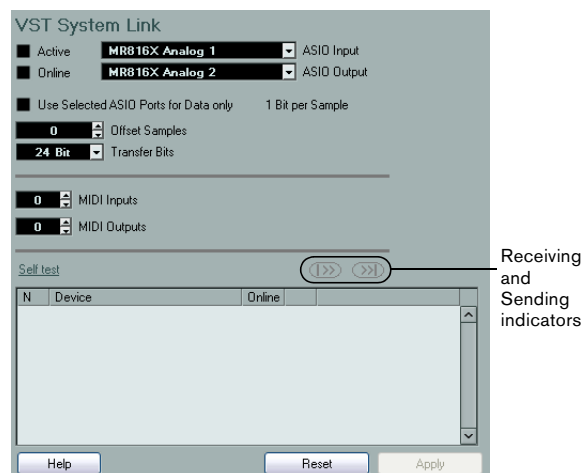 VST System Link
Active MR816X Analog 1 ASIO Input
Online MR816X Analog 2 ASIO Output
Use Selected ASIO Ports for Data only 1 Bit per Sample
0 Offset Samples
24 Bit Transfer Bits
0 MIDI Inputs
0 MIDI Outputs
Self test
Receiving
and
Sending
indicators
N Device Online
Help Reset Apply